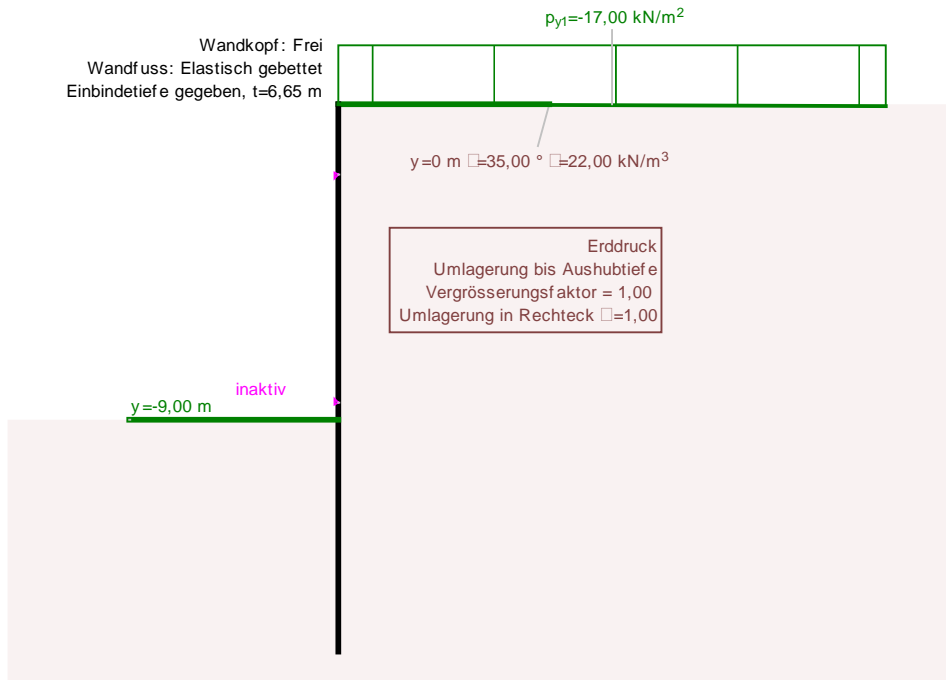 p_y1=-17,00 kN/m²
Wandkopf: Frei
Wandfuss: Elastisch gebettet
Einbindetiefe gegeben, t=6,65 m
y=0 m □=35,00 ° □=22,00 kN/m³
Erddruck
Umlagerung bis Aushubtiefe
Vergrösserungsfaktor = 1,00
Umlagerung in Rechteck □=1,00
inaktiv
y=-9,00 m